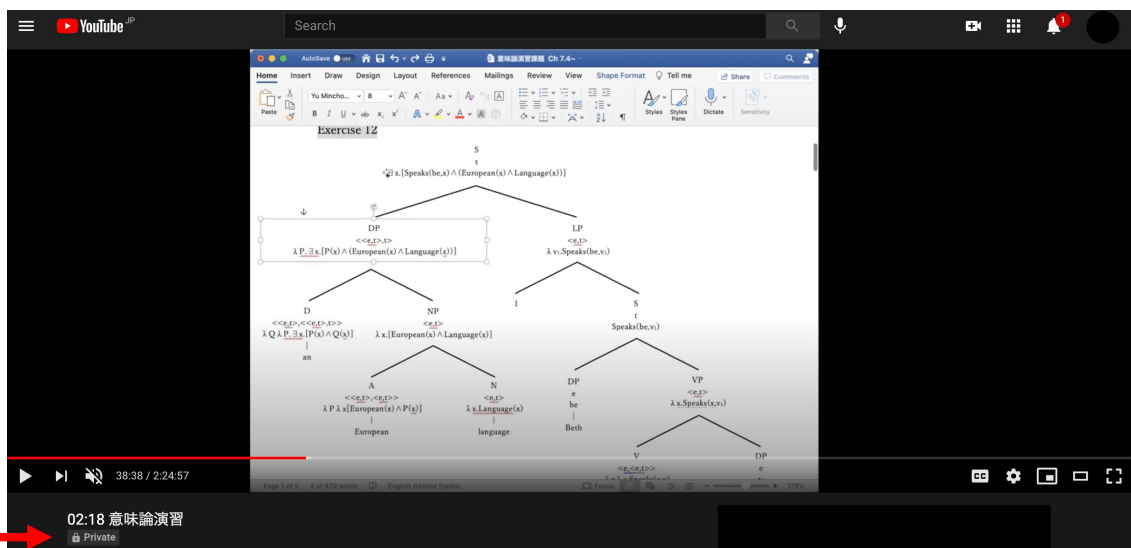 YouTube JP
Search
1
AutoSave OFF
意味論演習課題 Ch 7.4~
Home Insert Draw Design Layout References Mailings Review View Shape Format Tell me Share Comments
Paste
Yu Mincho... 8
Styles
Styles Pane
Dictate
Sensitivity
Exercise 12
S
t
∃ x.[Speaks(be,x) ∧ (European(x) ∧ Language(x))]
DP
<<e,t>,t>
λ P. ∃ x.[P(x) ∧ (European(x) ∧ Language(x))]
LP
<e,t>
λ v₁.Speaks(be,v₁)
D
<<e,t>,<<e,t>,t>>
λ Q λ P. ∃ x.[P(x) ∧ Q(x)]
an
NP
<e,t>
λ x.[European(x) ∧ Language(x)]
1
S
t
Speaks(be,v₁)
A
<<e,t>,<e,t>>
λ P λ x[European(x) ∧ P(x)]
European
N
<e,t>
λ x.Language(x)
language
DP
e
be
Beth
VP
<e,t>
λ x.Speaks(x,v₁)
V
<e,<e,t>>
DP
e
Page 1 of 5 4 of 479 words English (United States) Focus 179%
38:38 / 2:24:57
CC
02:18 意味論演習
Private